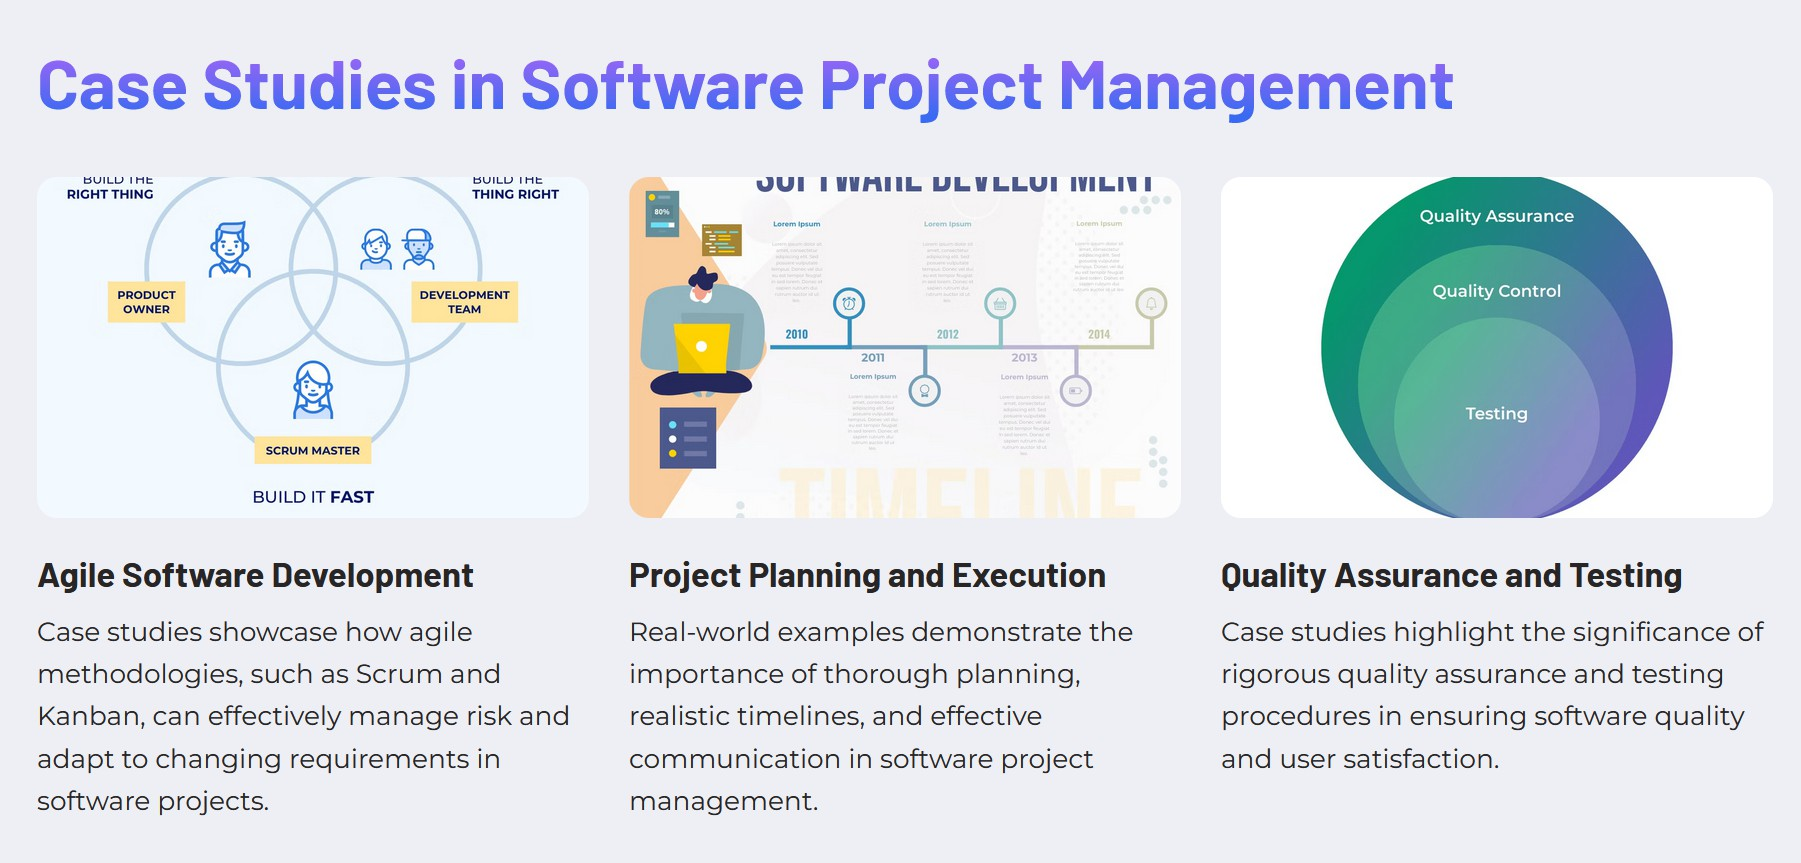 Case Studies in Software Project Management
BUILD THE
RIGHT THING
BUILD THE
THING RIGHT
PRODUCT
OWNER
DEVELOPMENT
TEAM
SCRUM MASTER
BUILD IT FAST
SOFTWARE DEVELOPMENT
80%
Lorem Ipsum
Lorem Ipsum
Lorem Ipsum
2010
2012
2014
2011
2013
Lorem Ipsum
Lorem Ipsum
TIMELINE
Quality Assurance
Quality Control
Testing
Agile Software Development
Case studies showcase how agile
methodologies, such as Scrum and
Kanban, can effectively manage risk and
adapt to changing requirements in
software projects.
Project Planning and Execution
Real-world examples demonstrate the
importance of thorough planning,
realistic timelines, and effective
communication in software project
management.
Quality Assurance and Testing
Case studies highlight the significance of
rigorous quality assurance and testing
procedures in ensuring software quality
and user satisfaction.